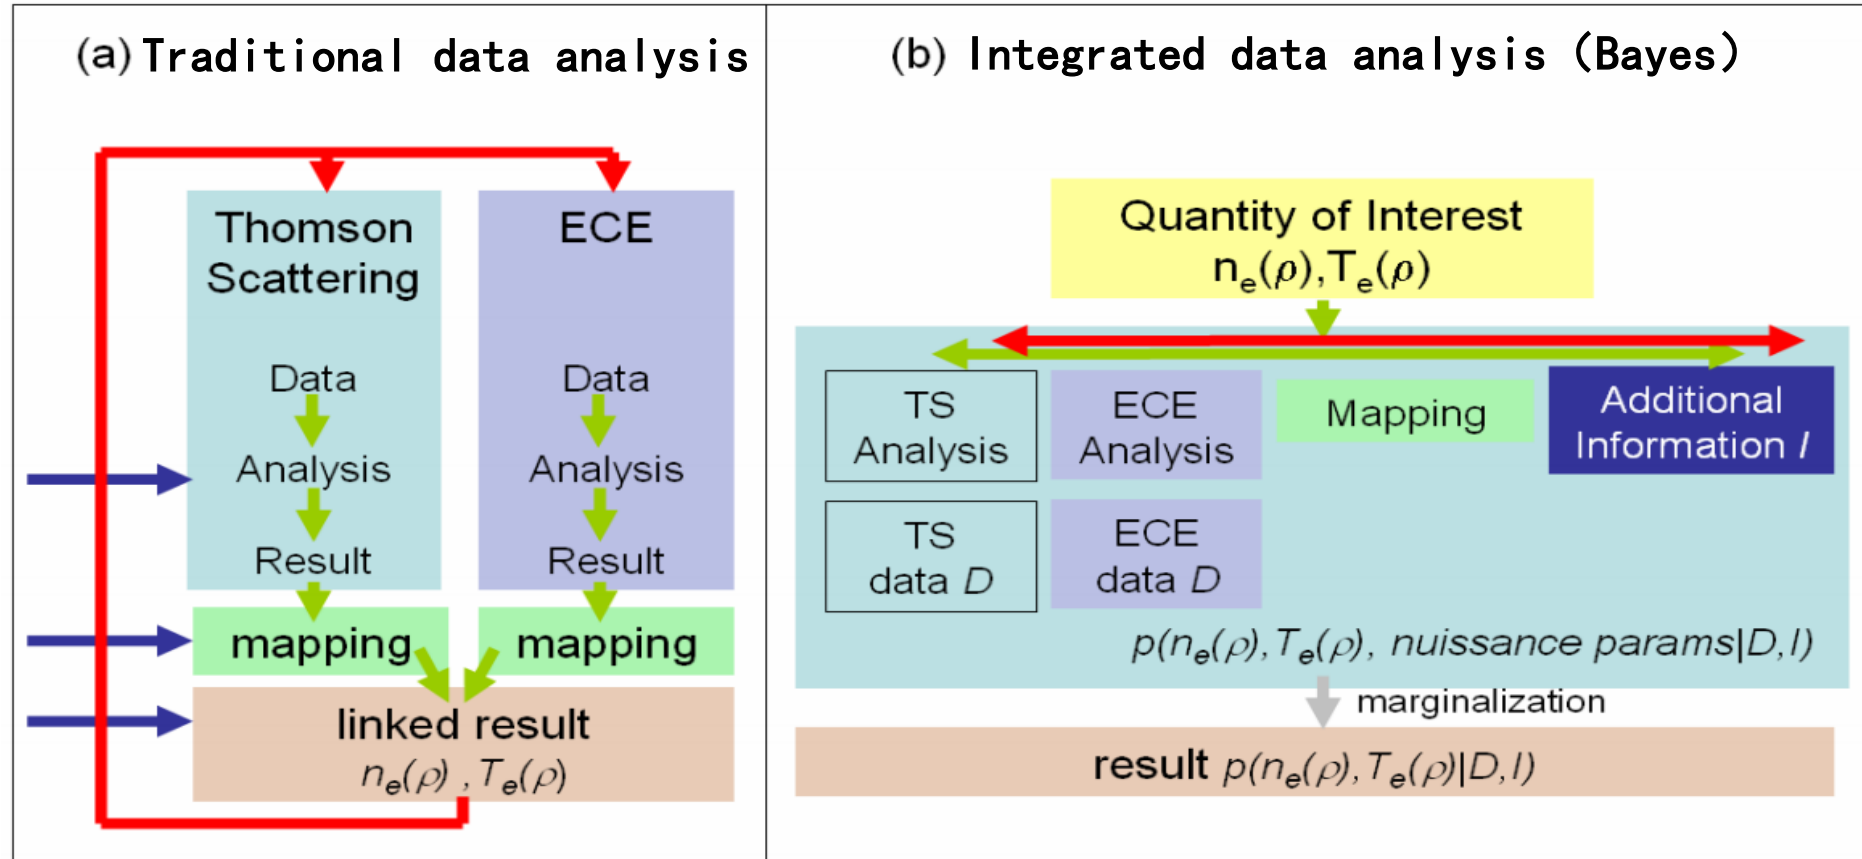 (a) Traditional data analysis
Thomson
Scattering
Data
Analysis
Result
ECE
Data
Analysis
Result
mapping
mapping
linked result
nₑ(ρ) ,Tₑ(ρ)
(b) Integrated data analysis (Bayes)
Quantity of Interest
nₑ(ρ),Tₑ(ρ)
TS
Analysis
ECE
Analysis
Mapping
Additional
Information I
TS
data D
ECE
data D
p(nₑ(ρ),Tₑ(ρ), nuissance params|D,I)
marginalization
result p(nₑ(ρ),Tₑ(ρ)|D,I)